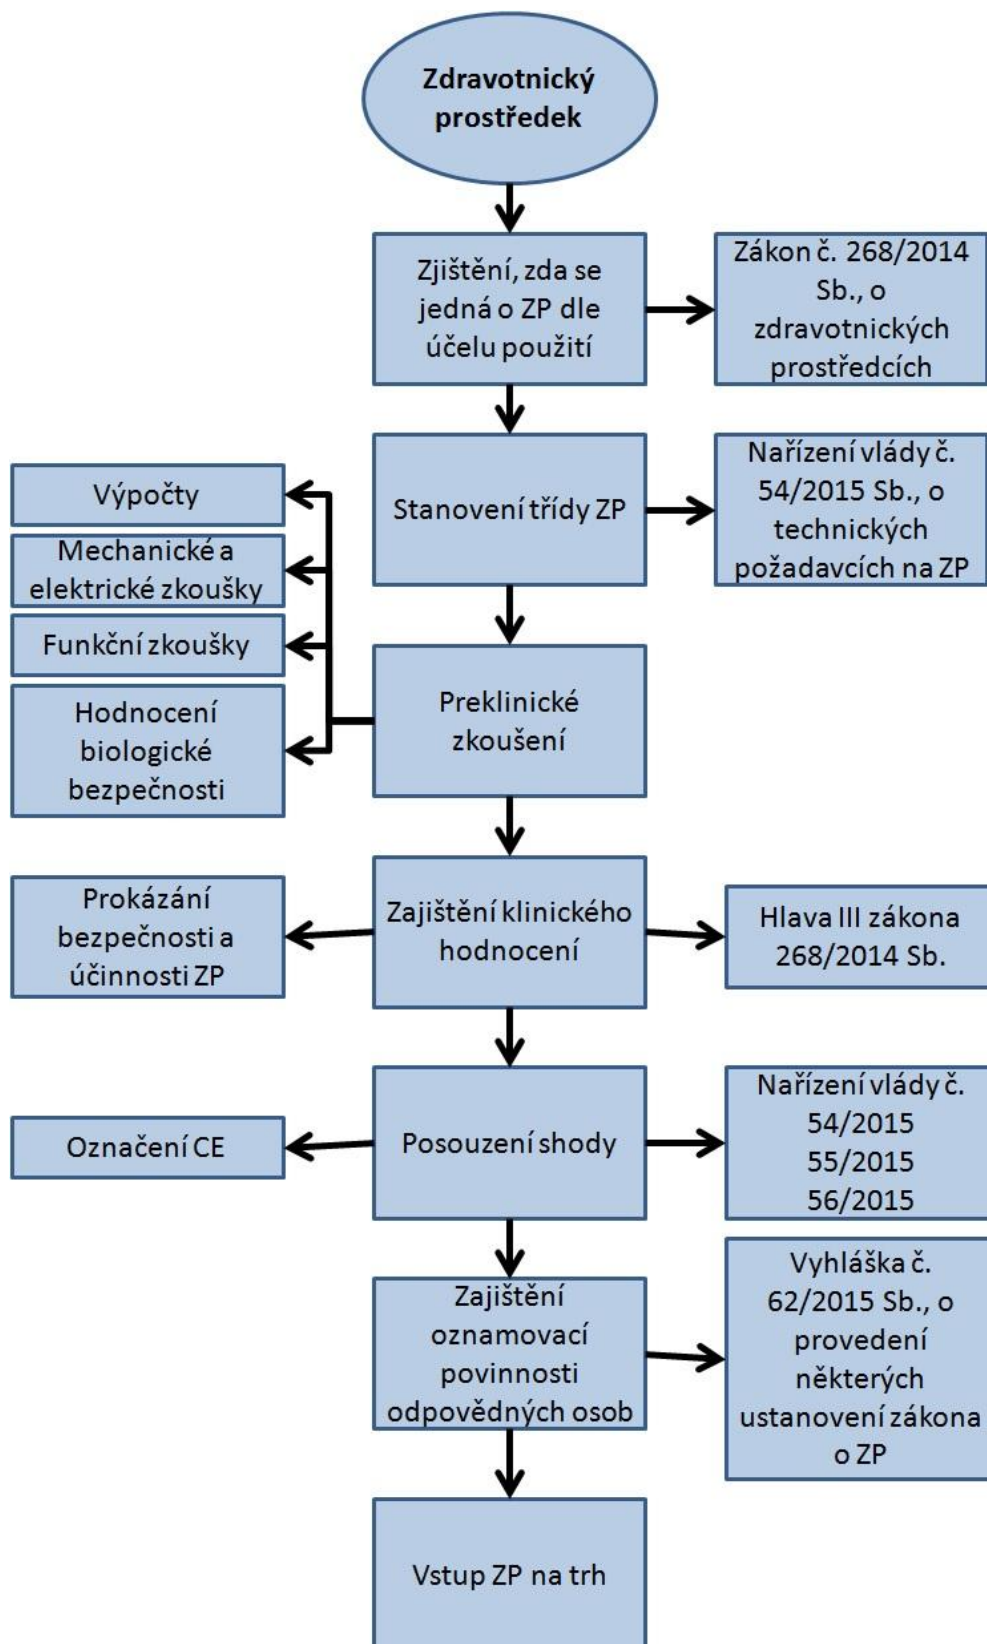 Zdravotnický
prostředek
Zjištění, zda se
jedná o ZP dle
účelu použití
Zákon č. 268/2014
Sb., o
zdravotnických
prostředcích
Stanovení třídy ZP
Nařízení vlády č.
54/2015 Sb., o
technických
požadavcích na ZP
Výpočty
Mechanické a
elektrické zkoušky
Funkční zkoušky
Hodnocení
biologické
bezpečnosti
Preklinické
zkoušení
Prokázání
bezpečnosti a
účinnosti ZP
Zajištění klinického
hodnocení
Hlava III zákona
268/2014 Sb.
Označení CE
Posouzení shody
Nařízení vlády č.
54/2015
55/2015
56/2015
Zajištění
oznamovací
povinnosti
odpovědných osob
Vyhláška č.
62/2015 Sb., o
provedení
některých
ustanovení zákona
o ZP
Vstup ZP na trh